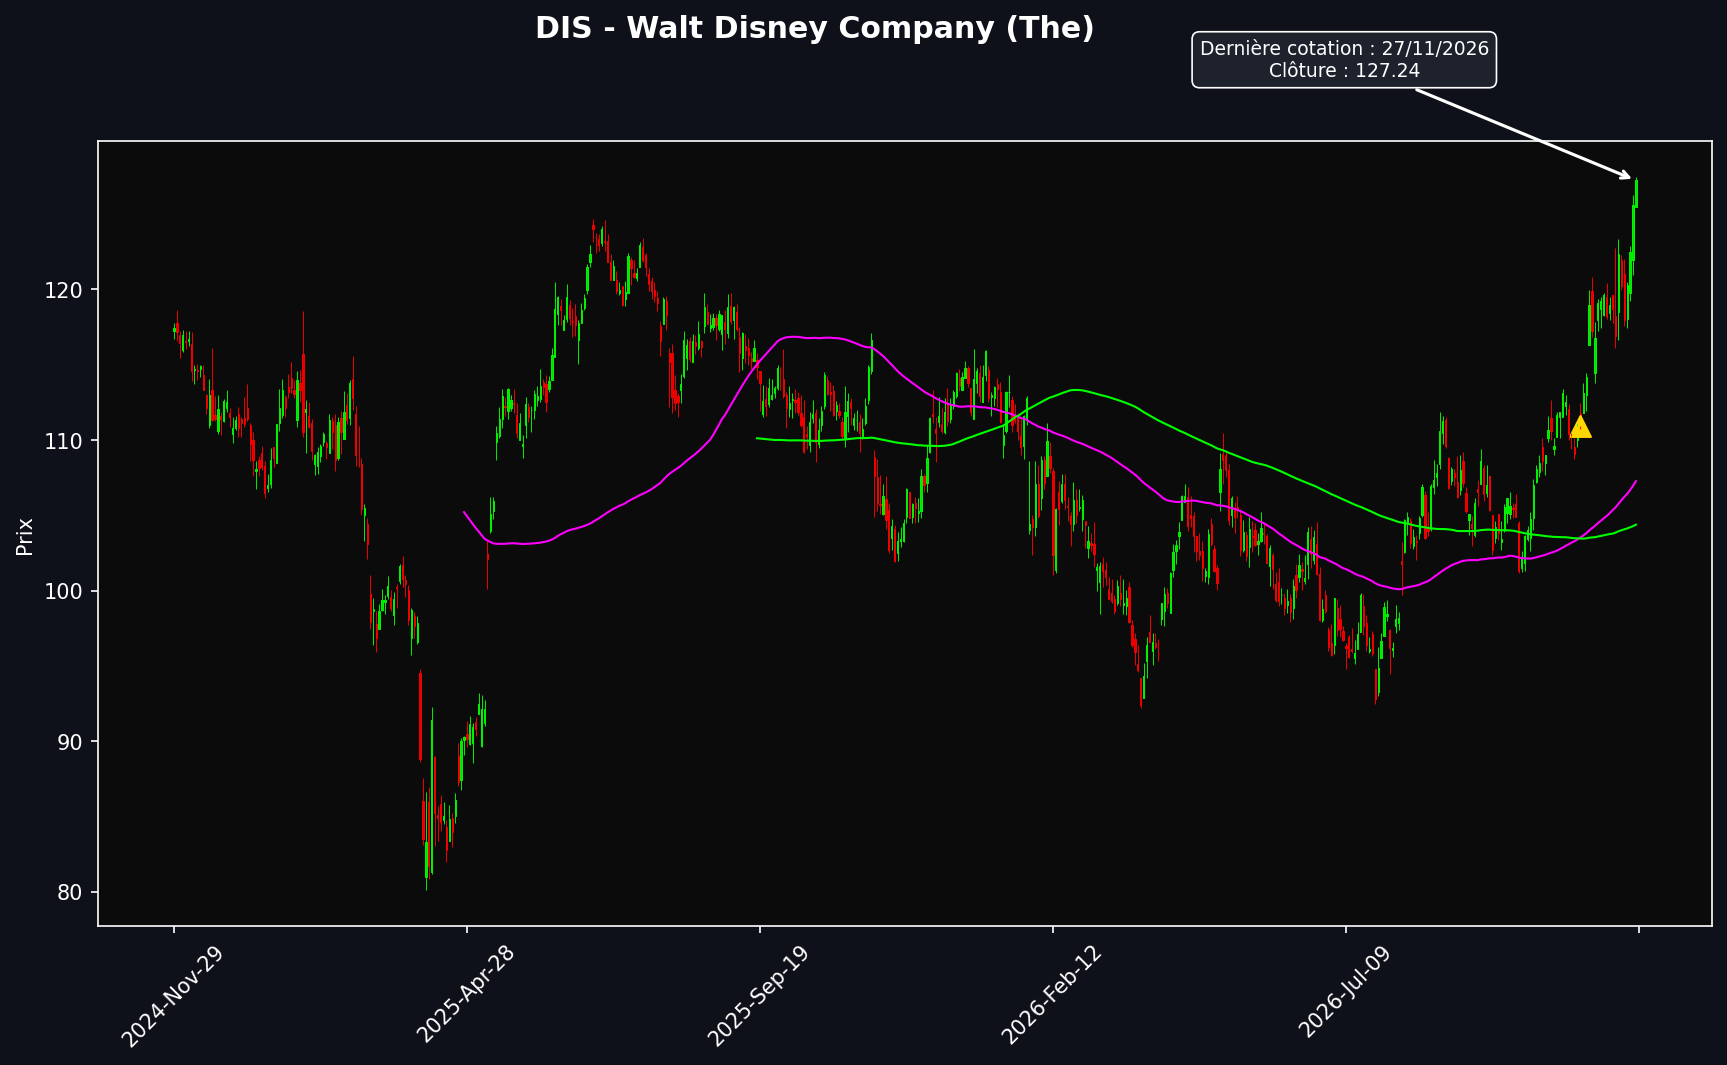 DIS - Walt Disney Company (The)
Dernière cotation : 27/11/2026
Clôture : 127.24
Prix
120
110
100
90
80
2024-Nov-29
2025-Apr-28
2025-Sep-19
2026-Feb-12
2026-Jul-09